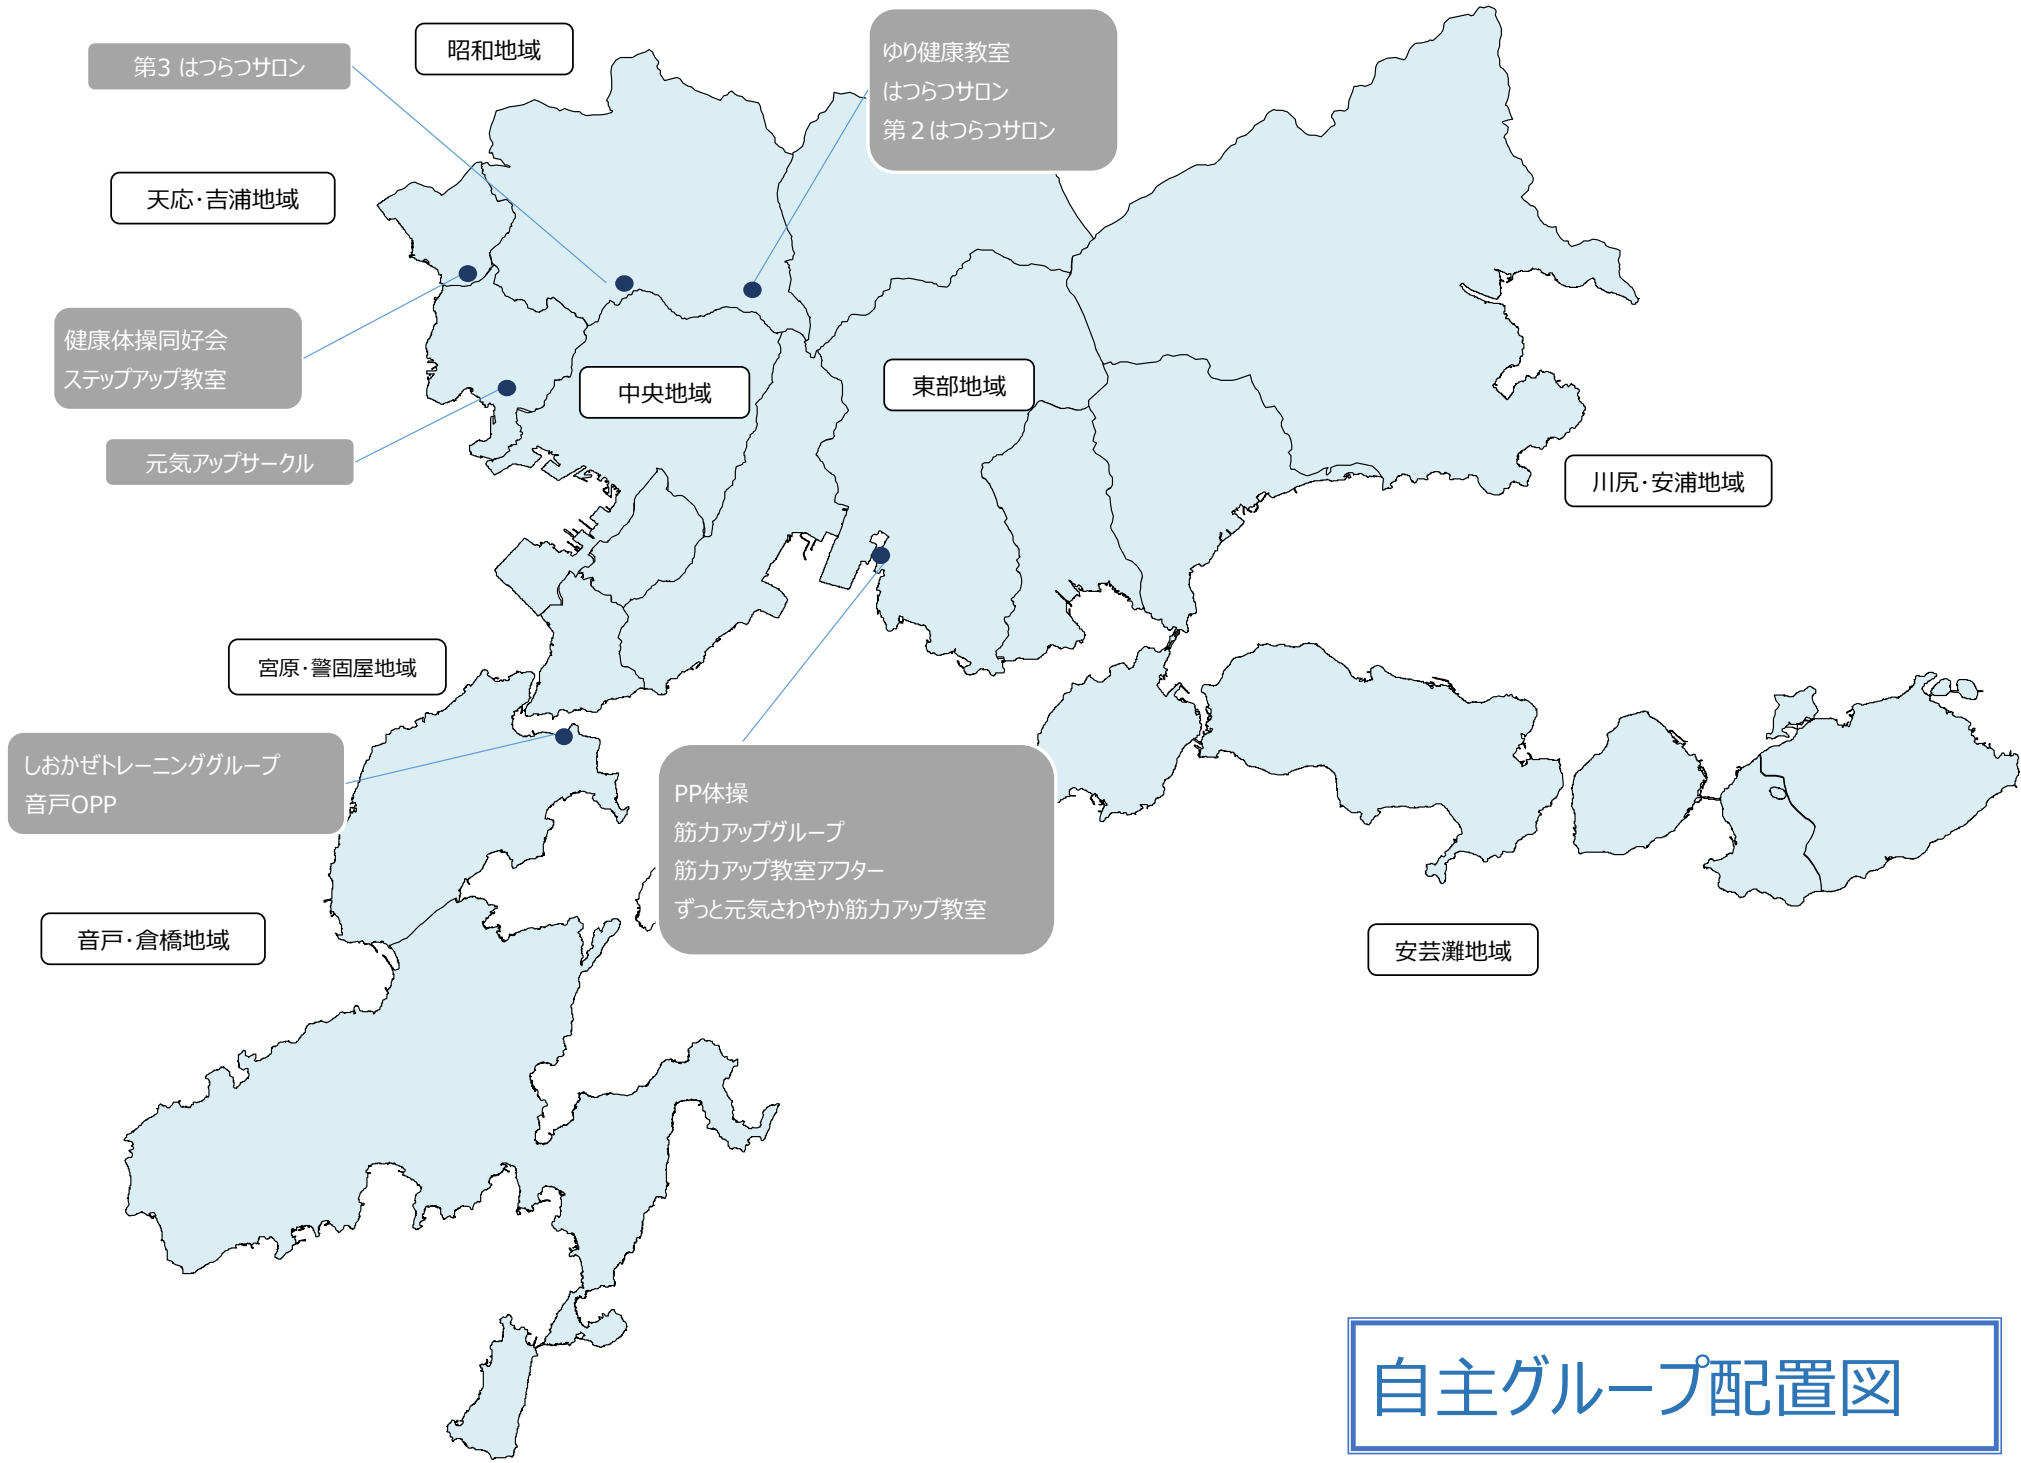 昭和地域
第3 はつらつサロン
ゆり健康教室
はつらつサロン
第２はつらつサロン
天応・吉浦地域
健康体操同好会
ステップアップ教室
中央地域
東部地域
元気アップサークル
川尻・安浦地域
宮原・警固屋地域
しおかぜトレーニンググループ
音戸OPP
PP体操
筋力アップグループ
筋力アップ教室アフター
ずっと元気さわやか筋力アップ教室
音戸・倉橋地域
安芸灘地域
自主グループ配置図